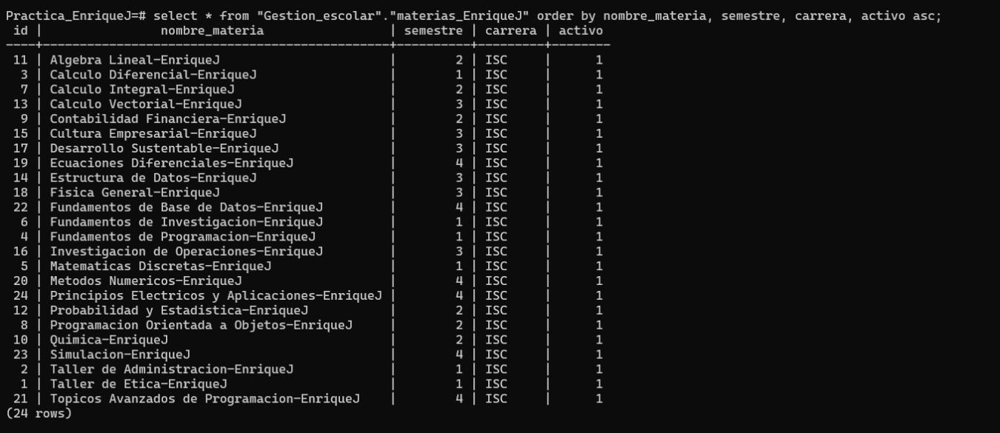 Practica_EnriqueJ=# select * from "Gestion_escolar"."materias_EnriqueJ" order by nombre_materia, semestre, carrera, activo asc;
 id |                nombre_materia                 | semestre | carrera | activo
----+-----------------------------------------------+----------+---------+--------
 11 | Algebra Lineal-EnriqueJ                       |        2 | ISC     |      1
  3 | Calculo Diferencial-EnriqueJ                  |        1 | ISC     |      1
  7 | Calculo Integral-EnriqueJ                     |        2 | ISC     |      1
 13 | Calculo Vectorial-EnriqueJ                    |        3 | ISC     |      1
  9 | Contabilidad Financiera-EnriqueJ              |        2 | ISC     |      1
 15 | Cultura Empresarial-EnriqueJ                  |        3 | ISC     |      1
 17 | Desarrollo Sustentable-EnriqueJ               |        3 | ISC     |      1
 19 | Ecuaciones Diferenciales-EnriqueJ             |        4 | ISC     |      1
 14 | Estructura de Datos-EnriqueJ                  |        3 | ISC     |      1
 18 | Fisica General-EnriqueJ                       |        3 | ISC     |      1
 22 | Fundamentos de Base de Datos-EnriqueJ         |        4 | ISC     |      1
  6 | Fundamentos de Investigacion-EnriqueJ         |        1 | ISC     |      1
  4 | Fundamentos de Programacion-EnriqueJ          |        1 | ISC     |      1
 16 | Investigacion de Operaciones-EnriqueJ         |        3 | ISC     |      1
  5 | Matematicas Discretas-EnriqueJ                |        1 | ISC     |      1
 20 | Metodos Numericos-EnriqueJ                    |        4 | ISC     |      1
 24 | Principios Electricos y Aplicaciones-EnriqueJ |        4 | ISC     |      1
 12 | Probabilidad y Estadistica-EnriqueJ           |        2 | ISC     |      1
  8 | Programacion Orientada a Objetos-EnriqueJ     |        2 | ISC     |      1
 10 | Quimica-EnriqueJ                              |        2 | ISC     |      1
 23 | Simulacion-EnriqueJ                           |        4 | ISC     |      1
  2 | Taller de Administracion-EnriqueJ             |        1 | ISC     |      1
  1 | Taller de Etica-EnriqueJ                      |        1 | ISC     |      1
 21 | Topicos Avanzados de Programacion-EnriqueJ    |        4 | ISC     |      1
(24 rows)